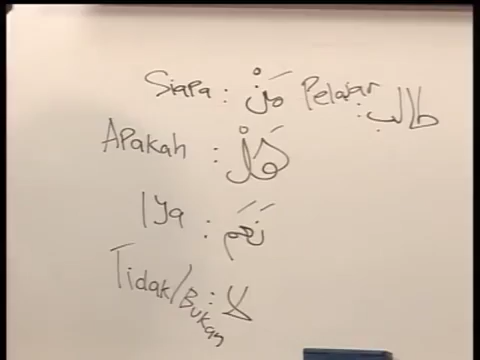 Siapa : مَنْ Pelajar : طالب
Apakah : هَلْ
Iya : نَعَمْ
Tidak/Bukan : لا